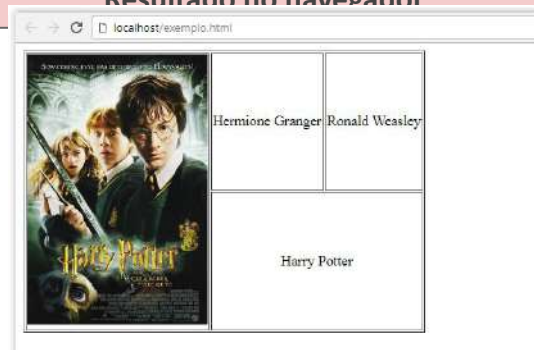 Resultado no navegador
localhost/exemplo.html
Hermione Granger
Ronald Weasley
Harry Potter
Harry Potter